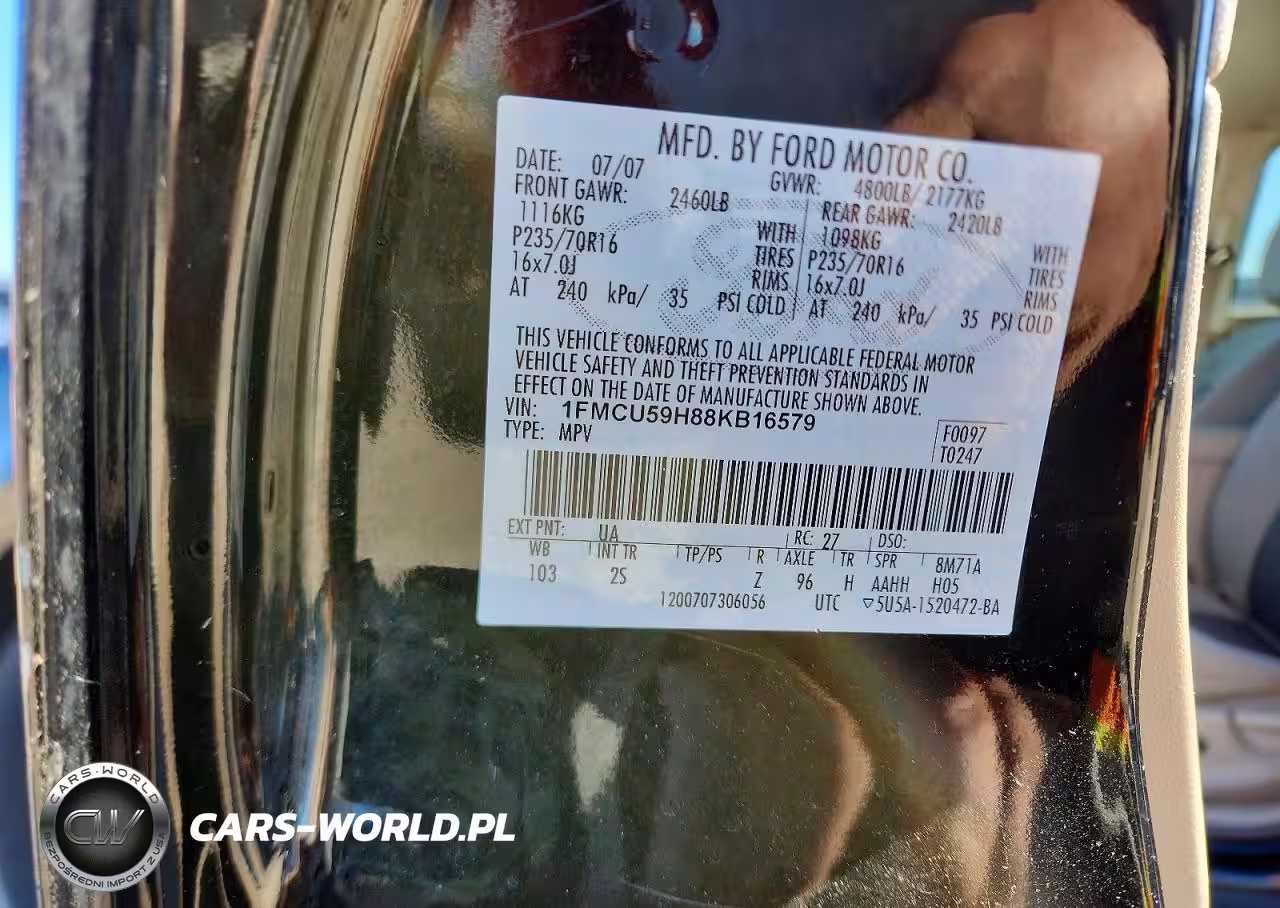 MFD. BY FORD MOTOR CO.
DATE: 07/07 GVWR: 4800LB/ 2177KG
FRONT GAWR: 2460LB REAR GAWR: 2420LB
1116KG WITH 1098KG WITH
P235/70R16 TIRES P235/70R16 TIRES
16x7.0J RIMS 16x7.0J RIMS
AT 240 kPa/ 35 PSI COLD AT 240 kPa/ 35 PSI COLD
THIS VEHICLE CONFORMS TO ALL APPLICABLE FEDERAL MOTOR
VEHICLE SAFETY AND THEFT PREVENTION STANDARDS IN
EFFECT ON THE DATE OF MANUFACTURE SHOWN ABOVE.
VIN: 1FMCU59H88KB16579
TYPE: MPV
F0097
T0247
EXT PNT: UA RC: 27 DSO:
WB INT TR TP/PS R AXLE TR SPR 8M71A
103 2S Z 96 H AAHH H05
1200707306056 UTC ▽5U5A-1520472-BA
CARS-WORLD
CW
BEZPOŚREDNI IMPORT Z USA
CARS-WORLD.PL